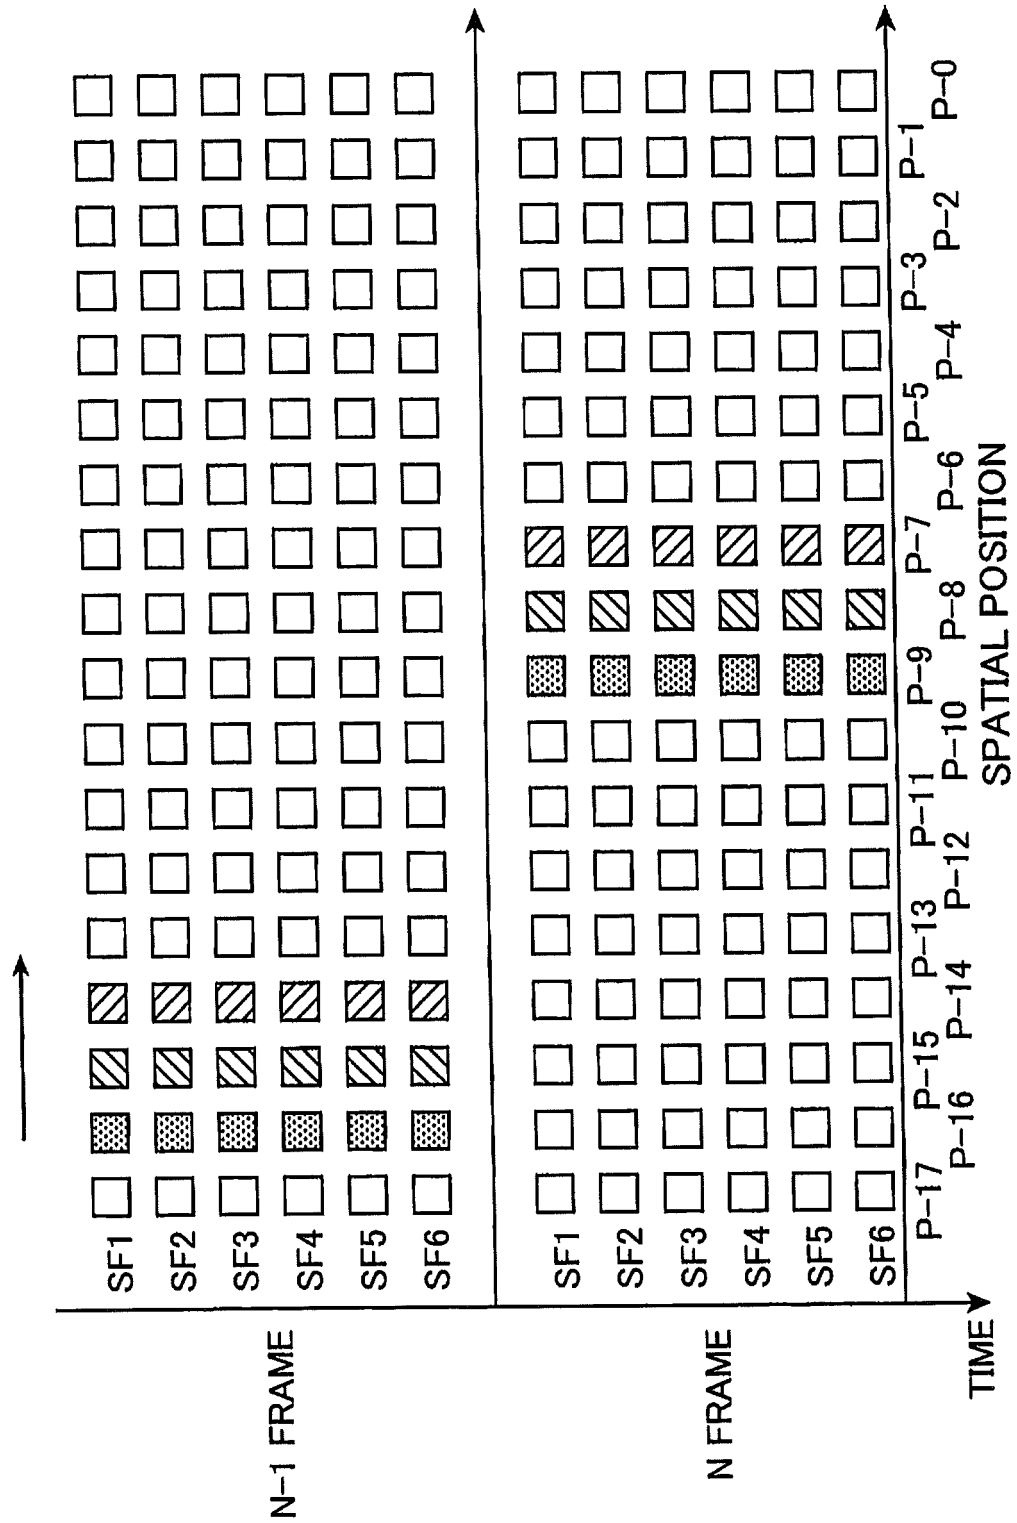 N-1 FRAME
SF1
SF2
SF3
SF4
SF5
SF6
N FRAME
SF1
SF2
SF3
SF4
SF5
SF6
TIME
P-17
P-16
P-15
P-14
P-13
P-12
P-11
P-10
P-9
P-8
P-7
P-6
P-5
P-4
P-3
P-2
P-1
P-0
SPATIAL POSITION